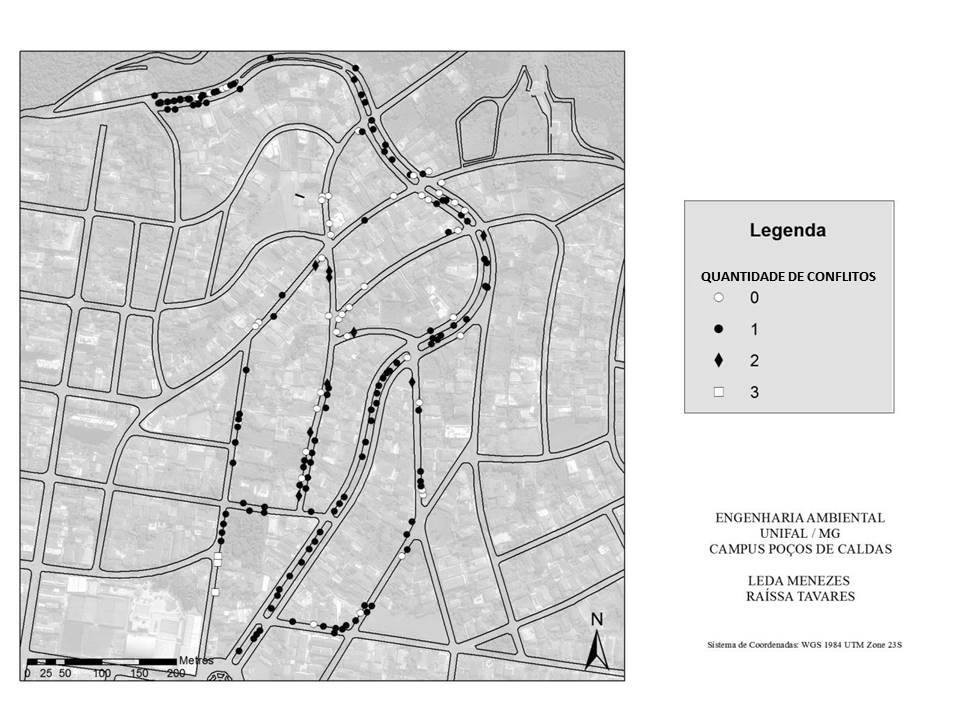 Legenda
QUANTIDADE DE CONFLITOS
0
1
2
3
ENGENHARIA AMBIENTAL
UNIFAL / MG
CAMPUS POÇOS DE CALDAS
LEDA MENEZES
RAÍSSA TAVARES
Sistema de Coordenadas: WGS 1984 UTM Zone 23S
N
Metros
0 25 50 100 150 200